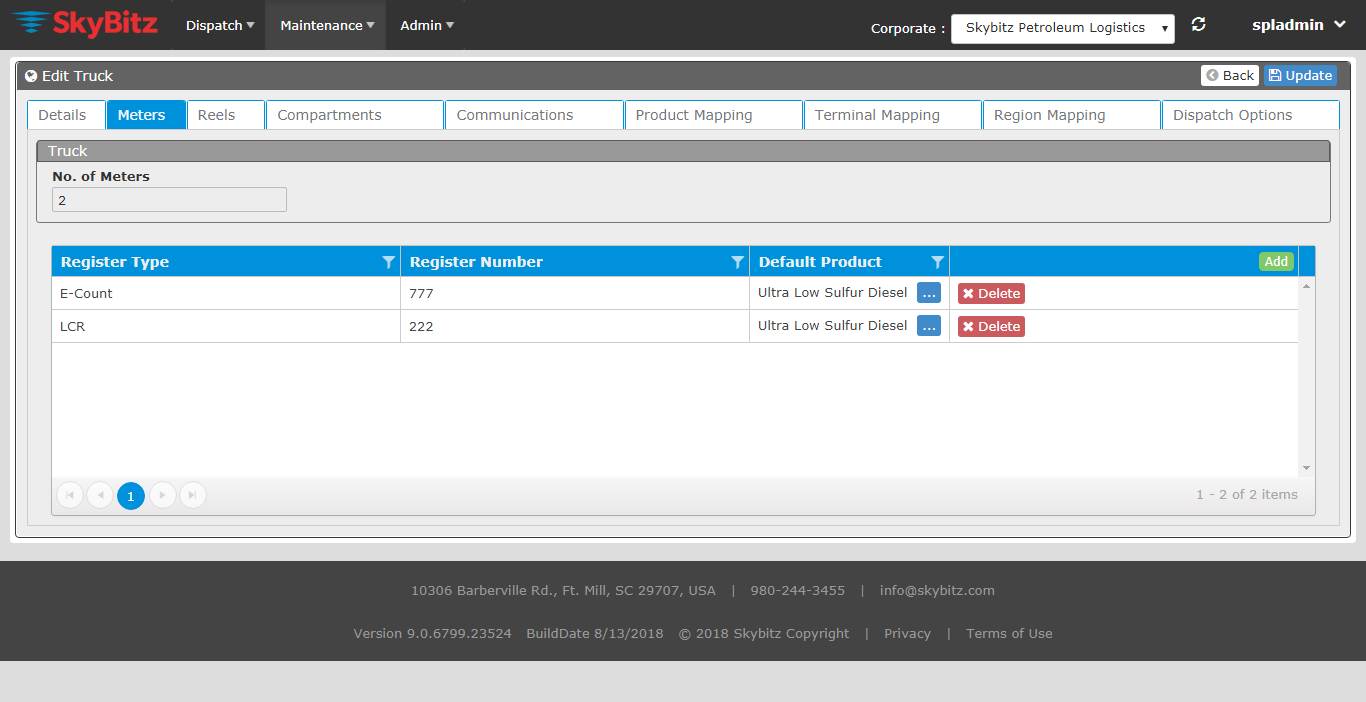 SkyBitz Dispatch Maintenance Admin Corporate : Skybitz Petroleum Logistics spladmin
Edit Truck Back Update
Details Meters Reels Compartments Communications Product Mapping Terminal Mapping Region Mapping Dispatch Options
Truck
No. of Meters
2
Register Type Register Number Default Product Add
E-Count 777 Ultra Low Sulfur Diesel ... Delete
LCR 222 Ultra Low Sulfur Diesel ... Delete
1 1 - 2 of 2 items
10306 Barberville Rd., Ft. Mill, SC 29707, USA | 980-244-3455 | info@skybitz.com
Version 9.0.6799.23524 BuildDate 8/13/2018 © 2018 Skybitz Copyright | Privacy | Terms of Use